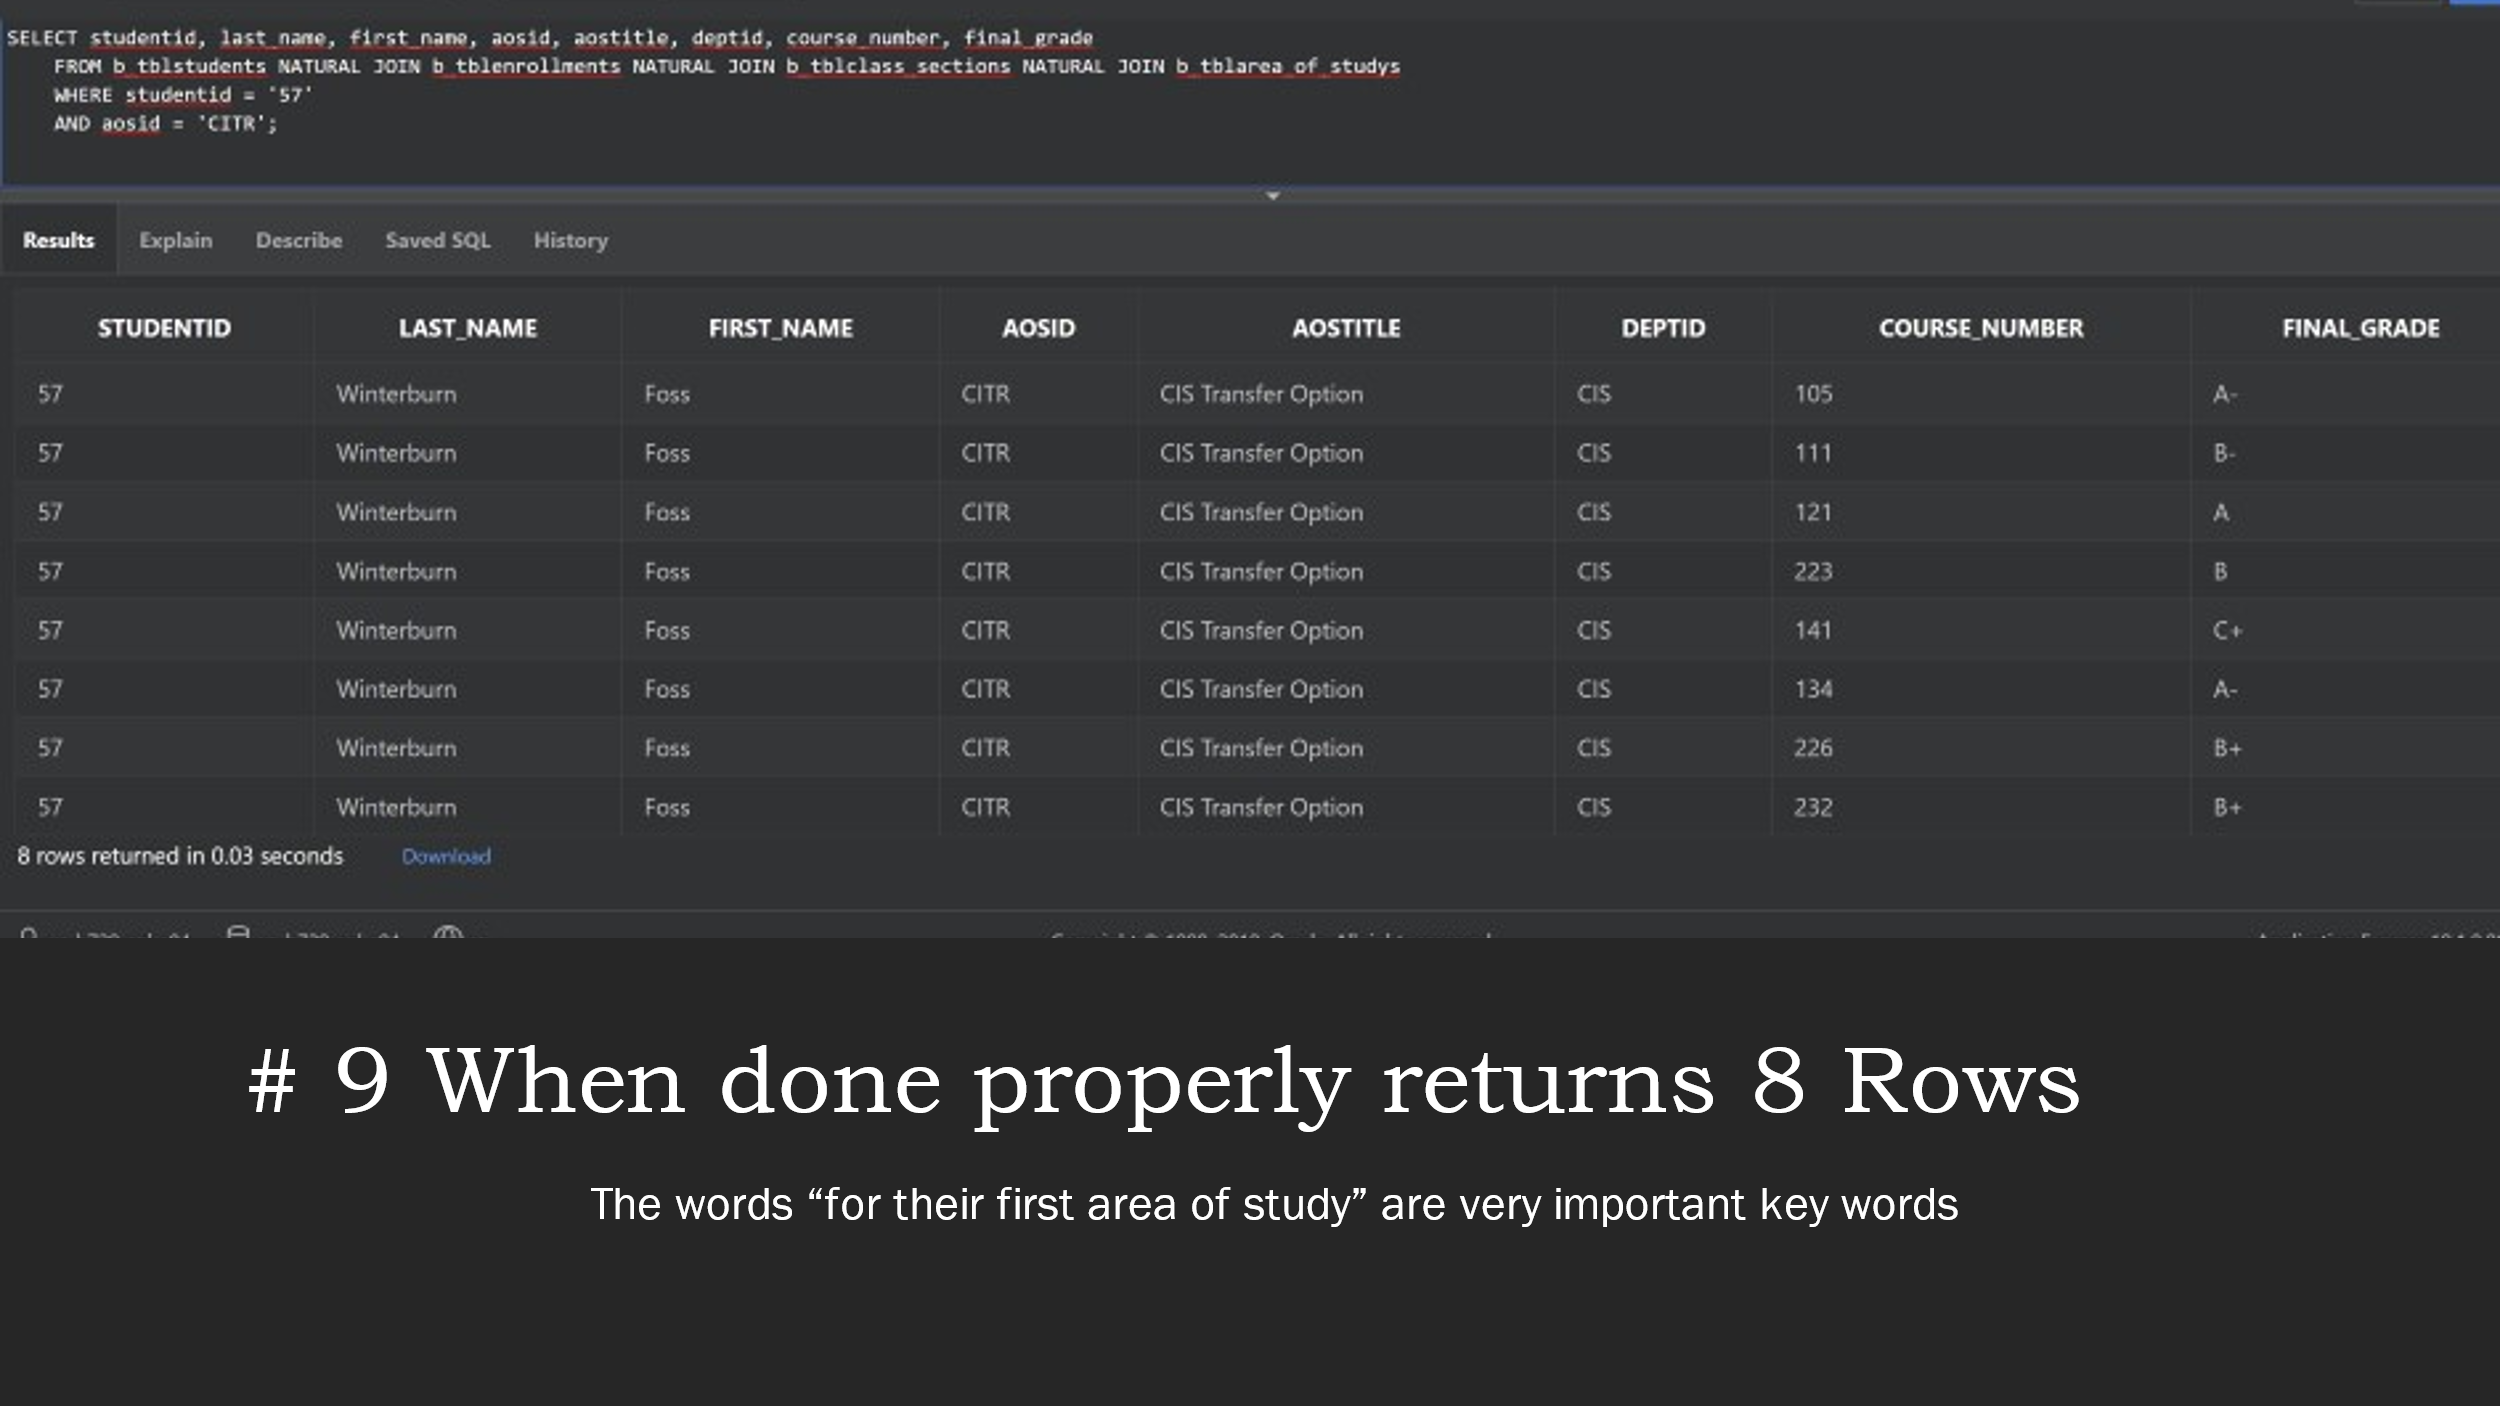 SELECT studentid, last_name, first_name, aosid, aostitle, deptid, course_number, final_grade
FROM b_tblstudents NATURAL JOIN b_tblenrollments NATURAL JOIN b_tblclass_sections NATURAL JOIN b_tblarea_of_studys
WHERE studentid = '57'
AND aosid = 'CITR';
Results Explain Describe Saved SQL History
STUDENTID LAST_NAME FIRST_NAME AOSID AOSTITLE DEPTID COURSE_NUMBER FINAL_GRADE
57 Winterburn Foss CITR CIS Transfer Option CIS 105 A-
57 Winterburn Foss CITR CIS Transfer Option CIS 111 B-
57 Winterburn Foss CITR CIS Transfer Option CIS 121 A
57 Winterburn Foss CITR CIS Transfer Option CIS 223 B
57 Winterburn Foss CITR CIS Transfer Option CIS 141 C+
57 Winterburn Foss CITR CIS Transfer Option CIS 134 A-
57 Winterburn Foss CITR CIS Transfer Option CIS 226 B+
57 Winterburn Foss CITR CIS Transfer Option CIS 232 B+
8 rows returned in 0.03 seconds Download
# 9 When done properly returns 8 Rows
The words “for their first area of study” are very important key words